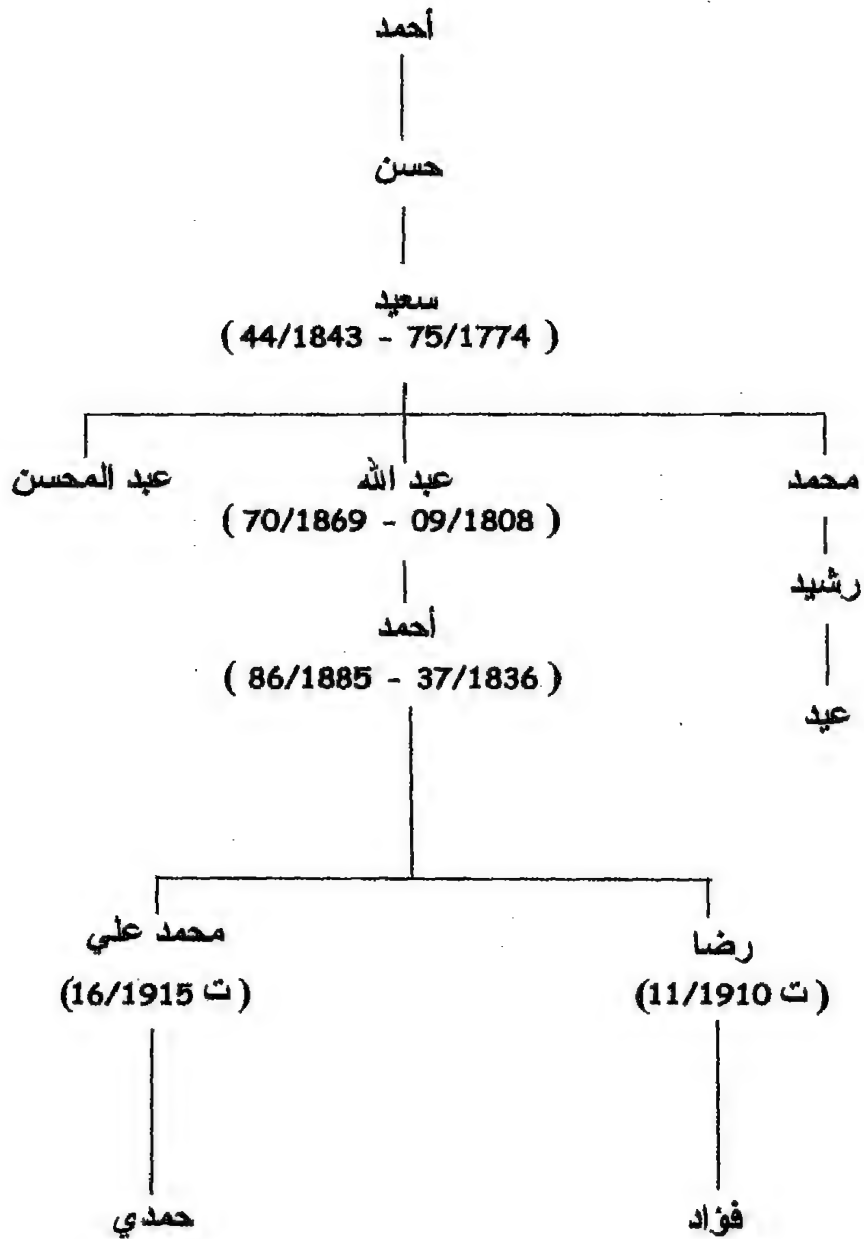 أحمد
حسن
سعيد
( 44/1843 - 75/1774 )
محمد
عبد الله
عبد المحسن
( 70/1869 - 09/1808 )
رشيد
أحمد
( 86/1885 - 37/1836 )
عيد
رضا
محمد علي
( ت 11/1910)
( ت 16/1915)
فؤاد
حمدي